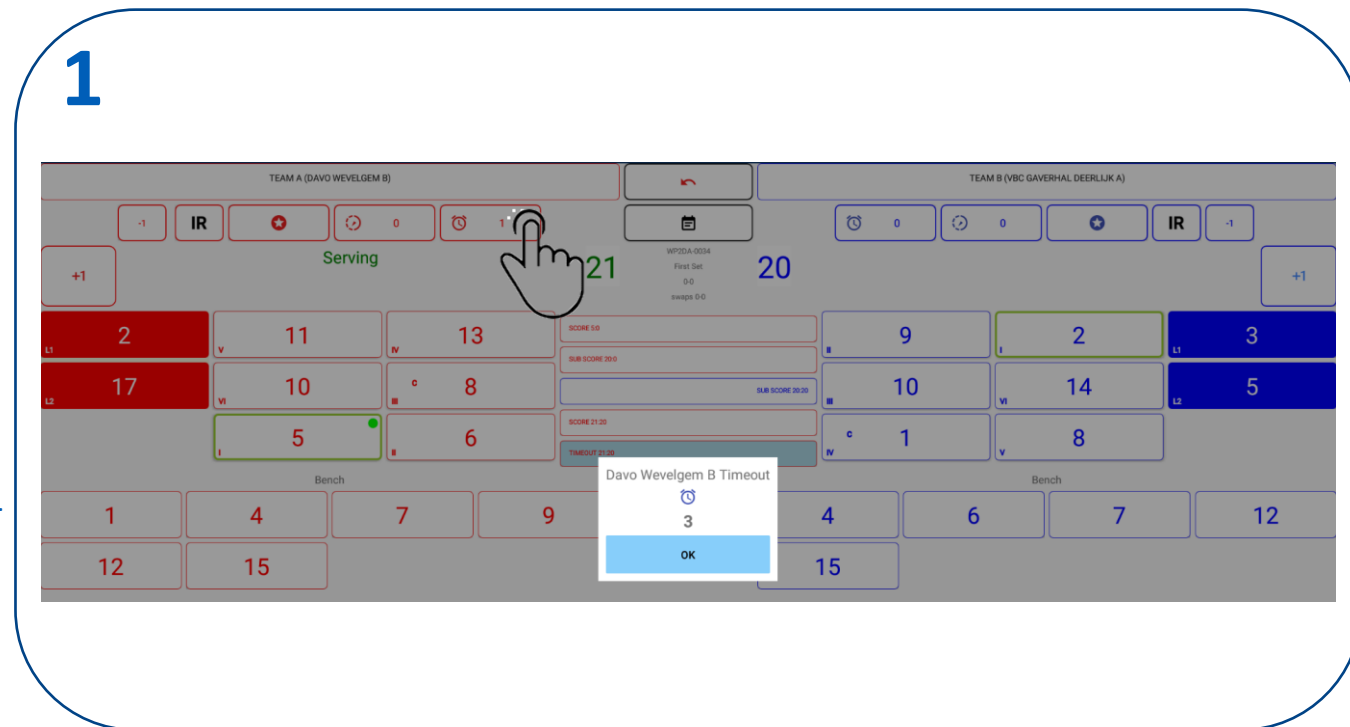 1
TEAM A (DAVO WEVELGEM B)
TEAM B (VBC GAVERHAL DEERLIJK A)
-1 IR 0 1
0 0 IR -1
+1 Serving 21
WP2DA-0034
First Set
0-0
swaps 0-0
20 +1
L1 2 V 11 IV 13
SCORE 5:0
II 9 I 2 L1 3
SUB SCORE 20:0
L2 17 VI 10 C III 8
SUB SCORE 20:20
III 10 VI 14 L2 5
I 5 II 6
SCORE 21:20
C IV 1 V 8
TIMEOUT 21:20
Bench
Bench
Davo Wevelgem B Timeout
3
OK
1 4 7 9
4 6 7 12
12 15
15